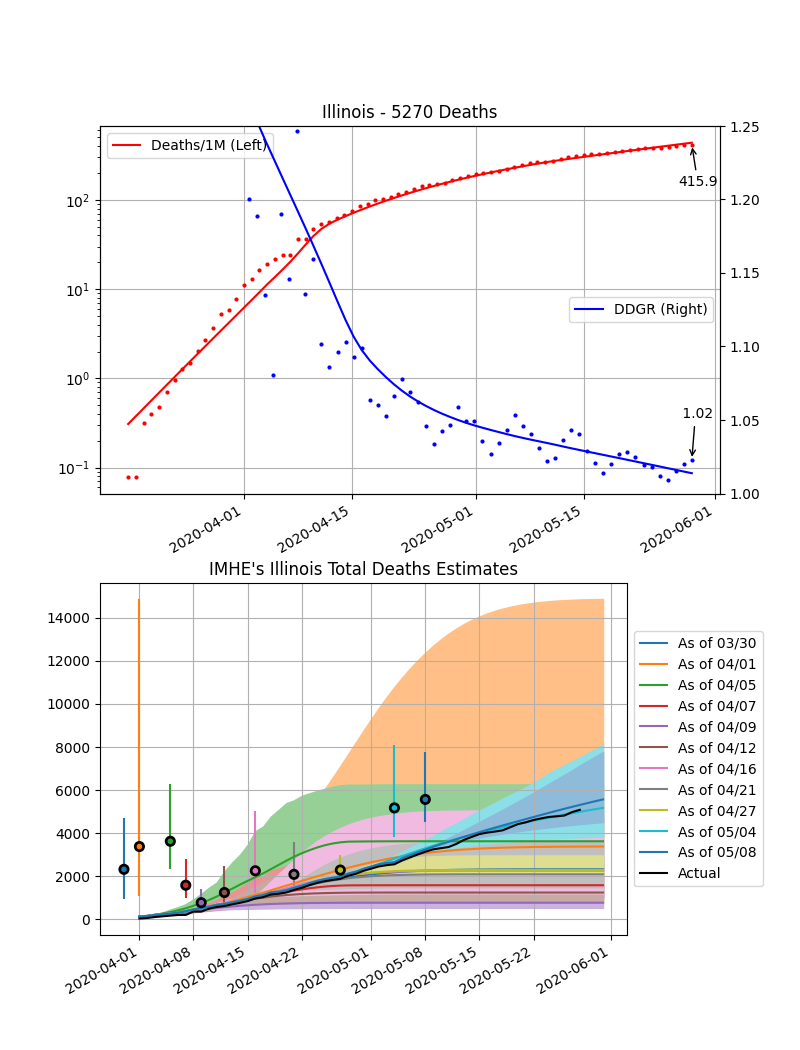 Illinois - 5270 Deaths
Deaths/1M (Left)
DDGR (Right)
415.9
1.02
10²
10¹
10⁰
10⁻¹
1.25
1.20
1.15
1.10
1.05
1.00
2020-04-01
2020-04-15
2020-05-01
2020-05-15
2020-06-01
IMHE's Illinois Total Deaths Estimates
14000
12000
10000
8000
6000
4000
2000
0
2020-04-01
2020-04-08
2020-04-15
2020-04-22
2020-05-01
2020-05-08
2020-05-15
2020-05-22
2020-06-01
As of 03/30
As of 04/01
As of 04/05
As of 04/07
As of 04/09
As of 04/12
As of 04/16
As of 04/21
As of 04/27
As of 05/04
As of 05/08
Actual